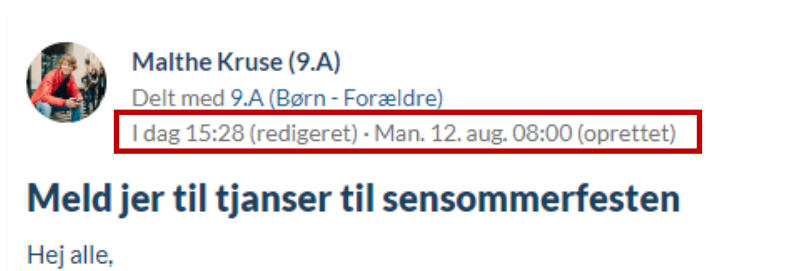 Malthe Kruse (9.A)
Delt med 9.A (Børn - Forældre)
I dag 15:28 (redigeret) · Man. 12. aug. 08:00 (oprettet)
Meld jer til tjanser til sensommerfesten
Hej alle,